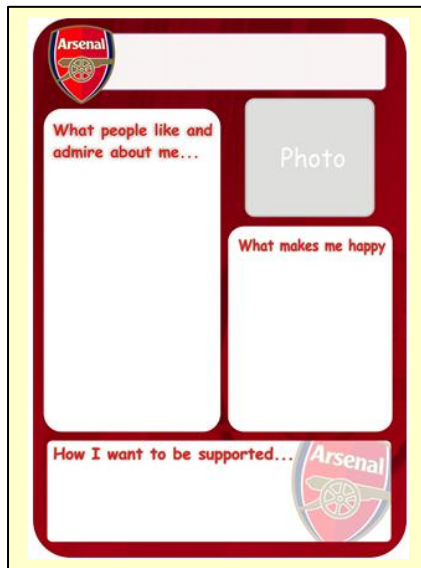 Arsenal
What people like and
admire about me...
Photo
What makes me happy
How I want to be supported...
Arsenal